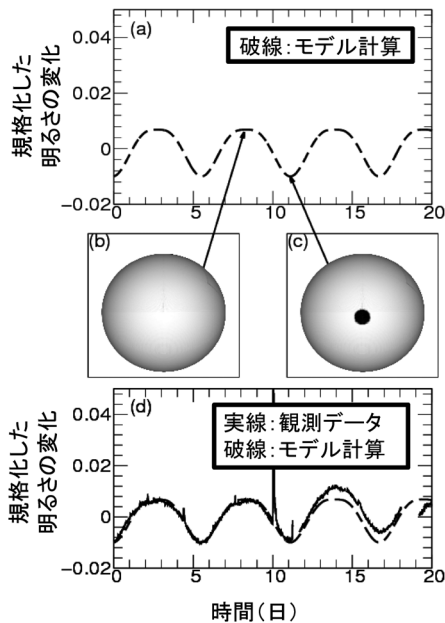 (a)
破線:モデル計算
規格化した
明るさの変化
0.04
0.02
0
-0.02
0 5 10 15 20
(b)
(c)
(d)
実線:観測データ
破線:モデル計算
規格化した
明るさの変化
0.04
0.02
0
-0.02
0 5 10 15 20
時間(日)